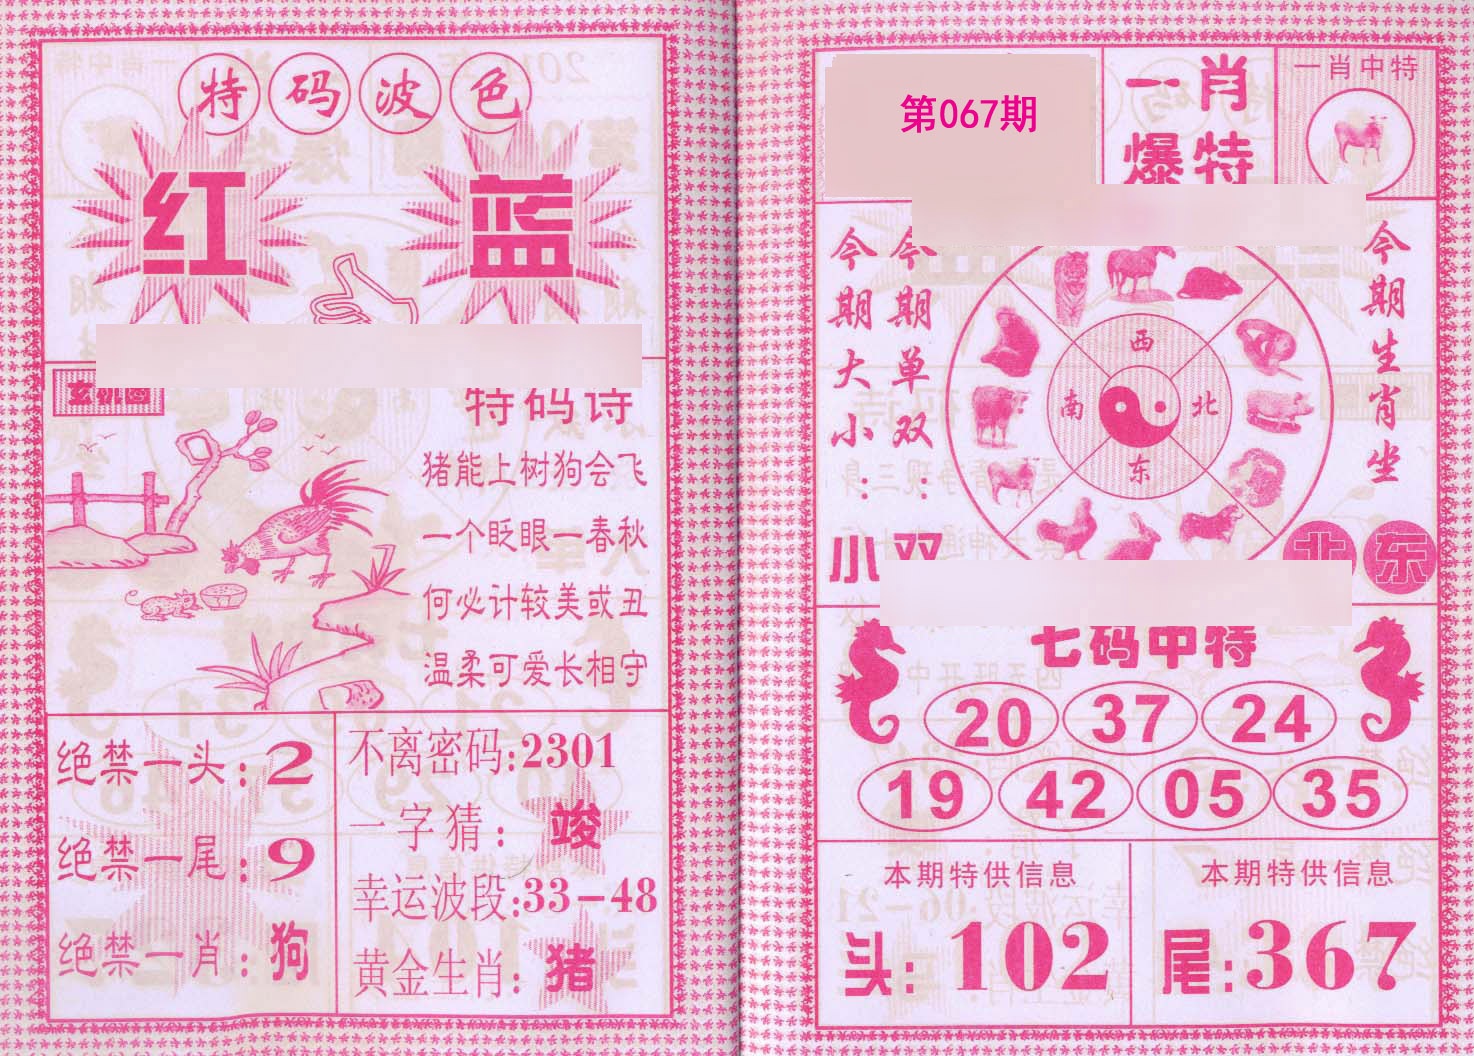 特码波色
红 蓝
玄机图
特码诗
猪能上树狗会飞
一个眨眼一春秋
何必计较美或丑
温柔可爱长相守
绝禁一头:2
绝禁一尾:9
绝禁一肖:狗
不离密码:2301
一字猜:竣
幸运波段:33-48
黄金生肖:猪
第067期
一肖
爆特
一肖中特
今期大小:小
今期单双:双
西
南
北
东
今期生肖坐
北东
七码中特
20 37 24
19 42 05 35
本期特供信息
头:102
本期特供信息
尾:367